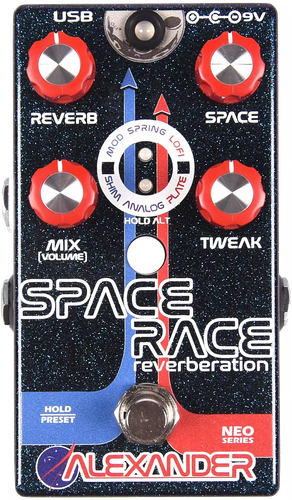 USB 9V
REVERB SPACE
MOD SPRING LOFI
SHIM ANALOG PLATE
HOLD ALT
MIX TWEAK
[VOLUME]
SPACE
RACE
reverberation
HOLD
PRESET
NEO
SERIES
ALEXANDER